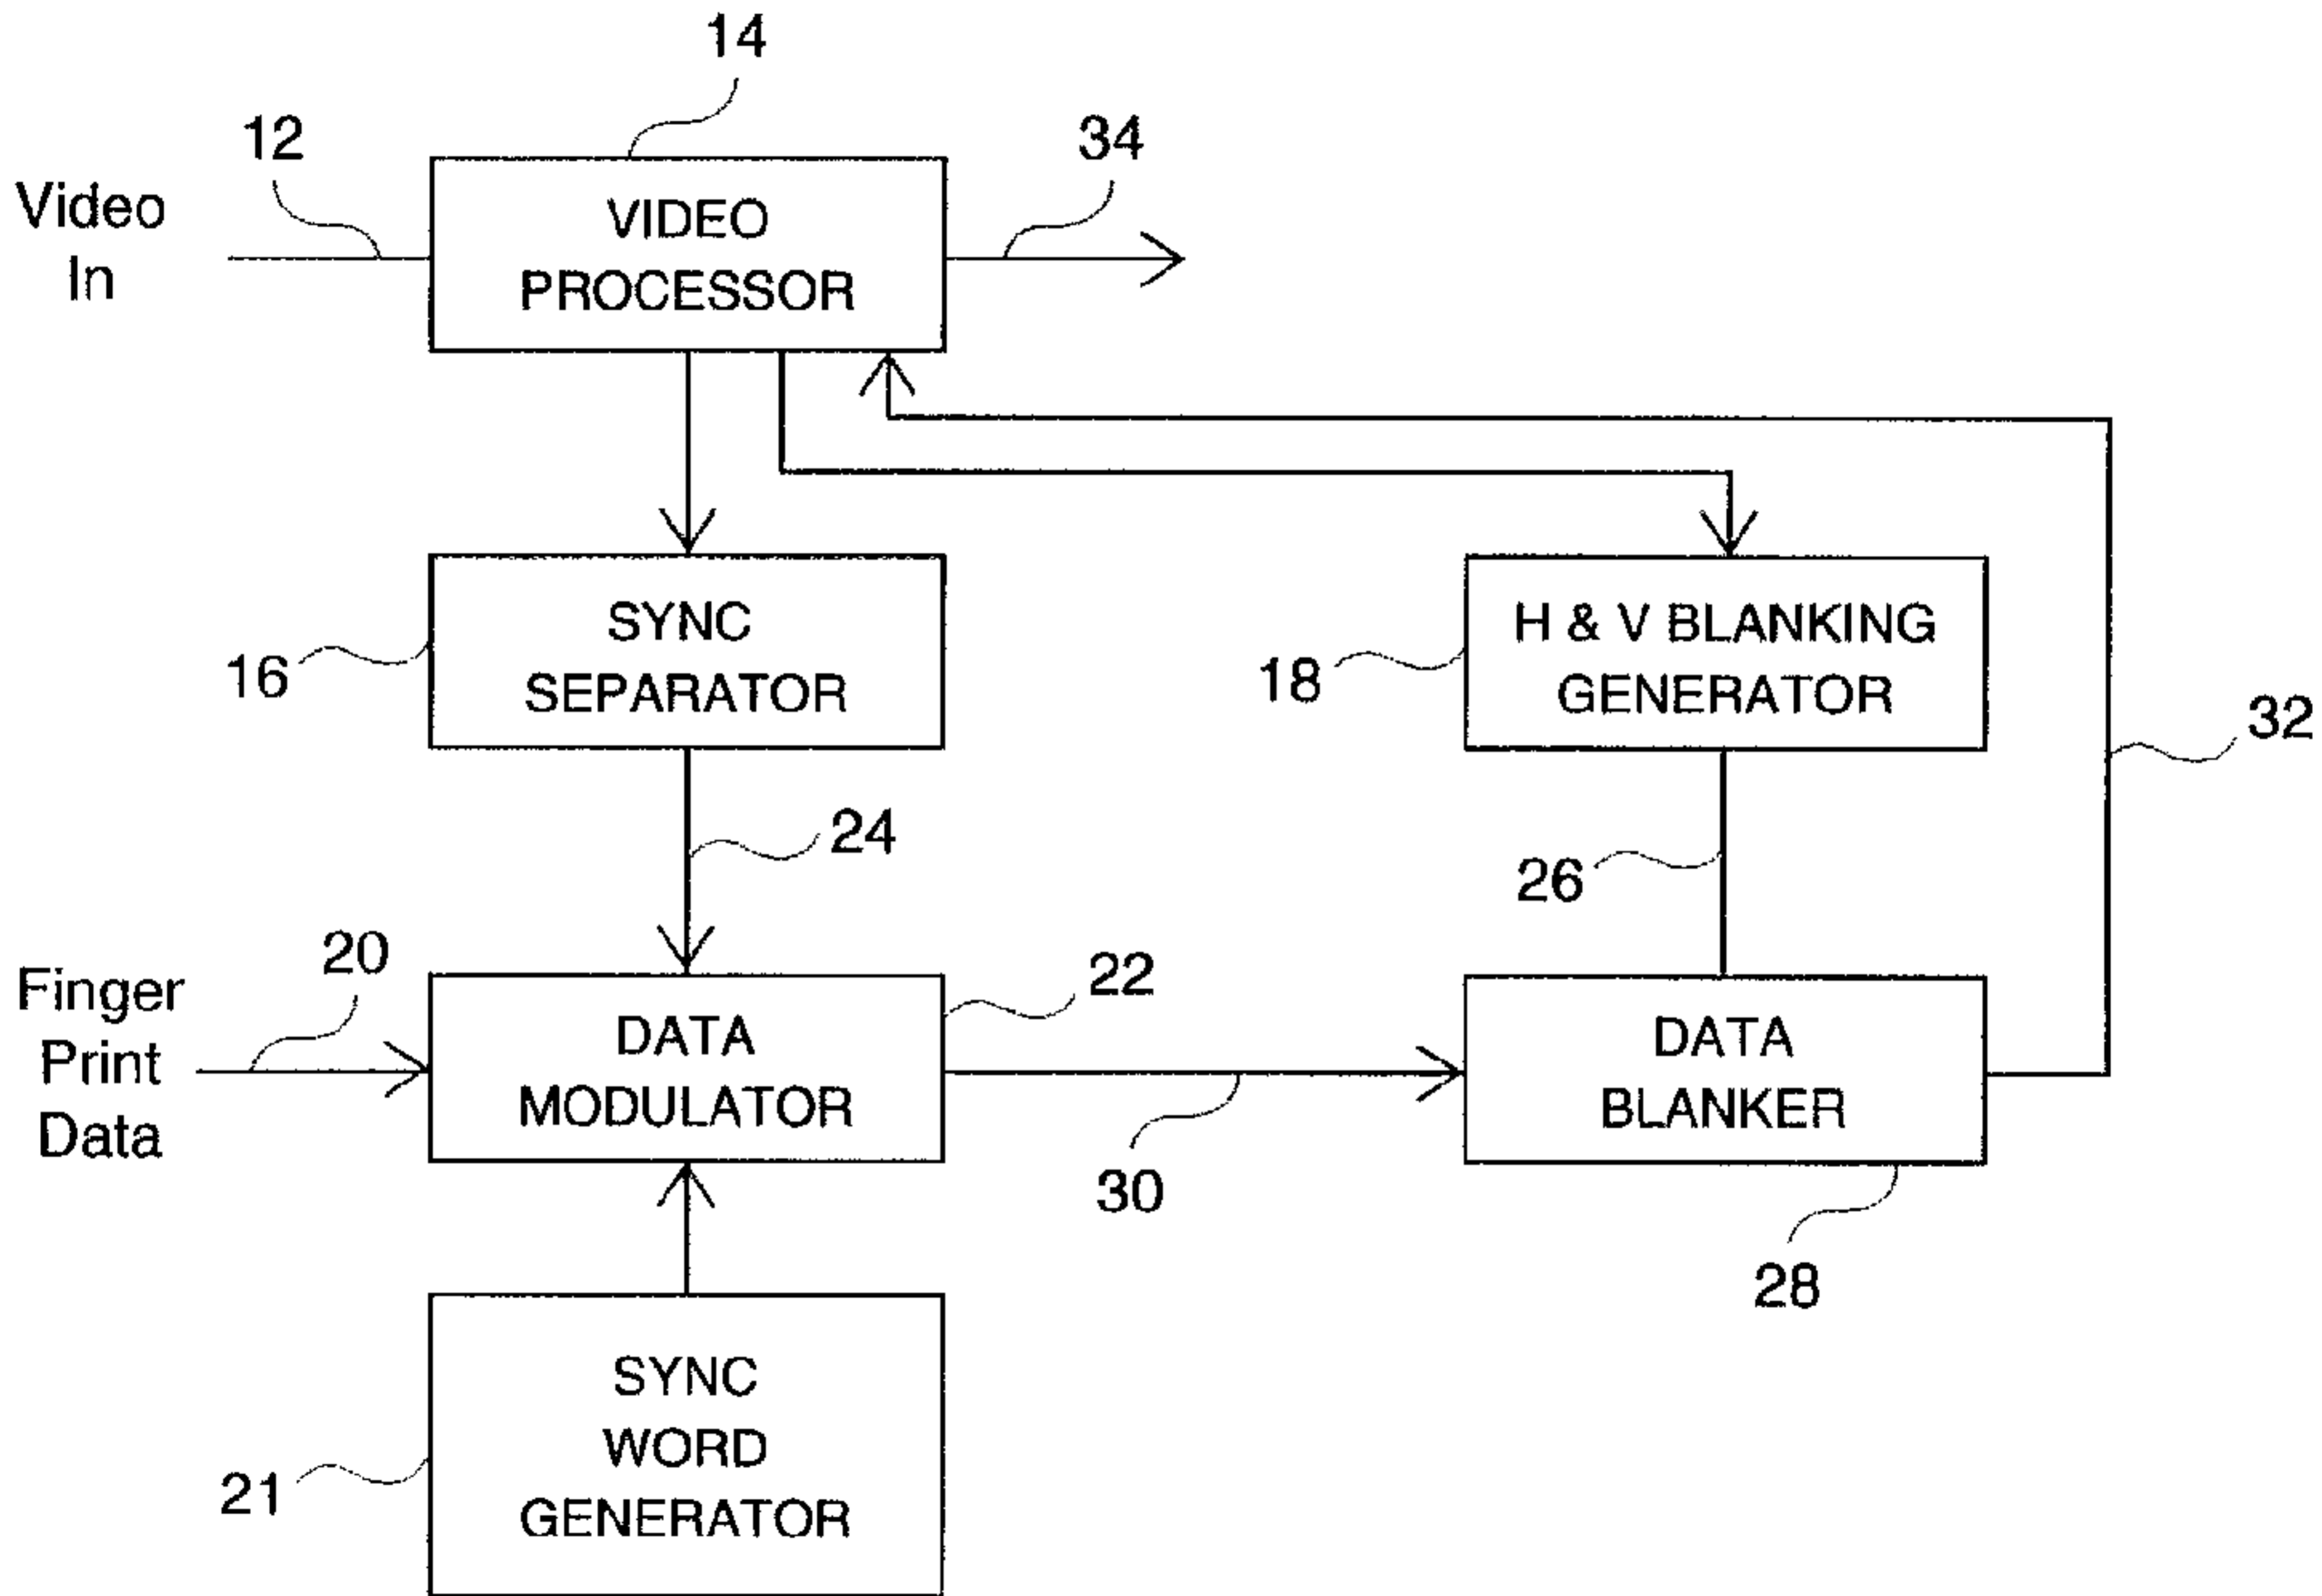 14
12
34
Video
In
VIDEO
PROCESSOR
SYNC
SEPARATOR
16
H & V BLANKING
GENERATOR
18
32
24
26
20
22
Finger
Print
Data
DATA
MODULATOR
DATA
BLANKER
30
28
SYNC
WORD
GENERATOR
21